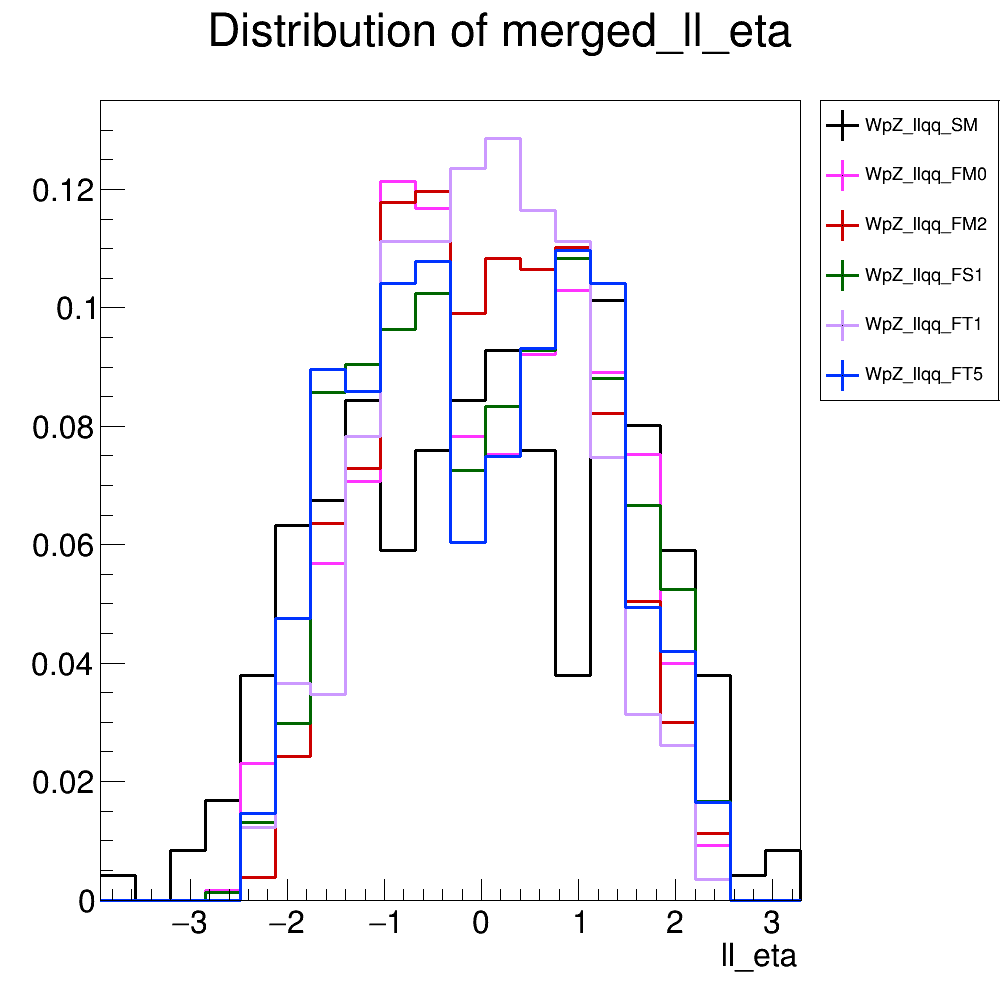 Distribution of merged_ll_eta
WpZ_llqq_SM
WpZ_llqq_FM0
WpZ_llqq_FM2
WpZ_llqq_FS1
WpZ_llqq_FT1
WpZ_llqq_FT5
0.12
0.1
0.08
0.06
0.04
0.02
0
−3 −2 −1 0 1 2 3
ll_eta